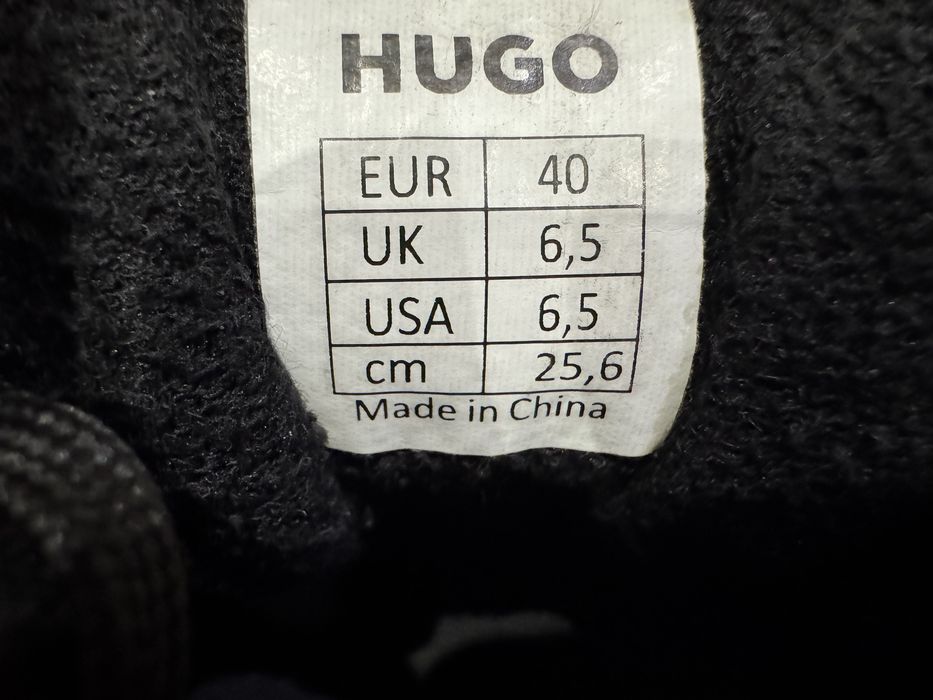 HUGO
EUR 40
UK 6,5
USA 6,5
cm 25,6
Made in China